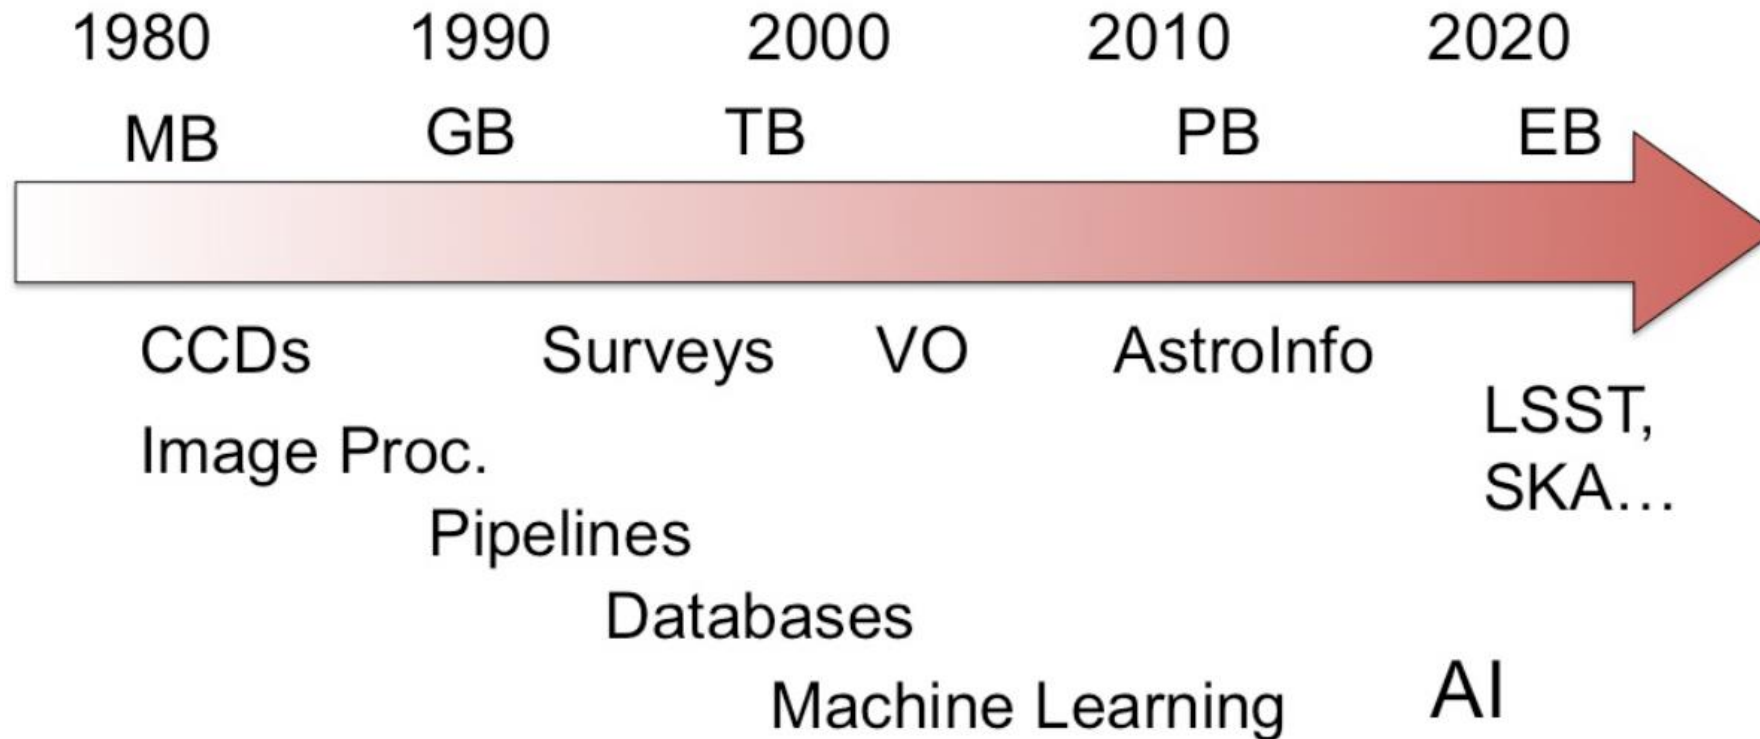 1980 1990 2000 2010 2020
MB GB TB PB EB
CCDs Surveys VO AstroInfo
LSST,
Image Proc.
SKA…
Pipelines
Databases
Machine Learning AI